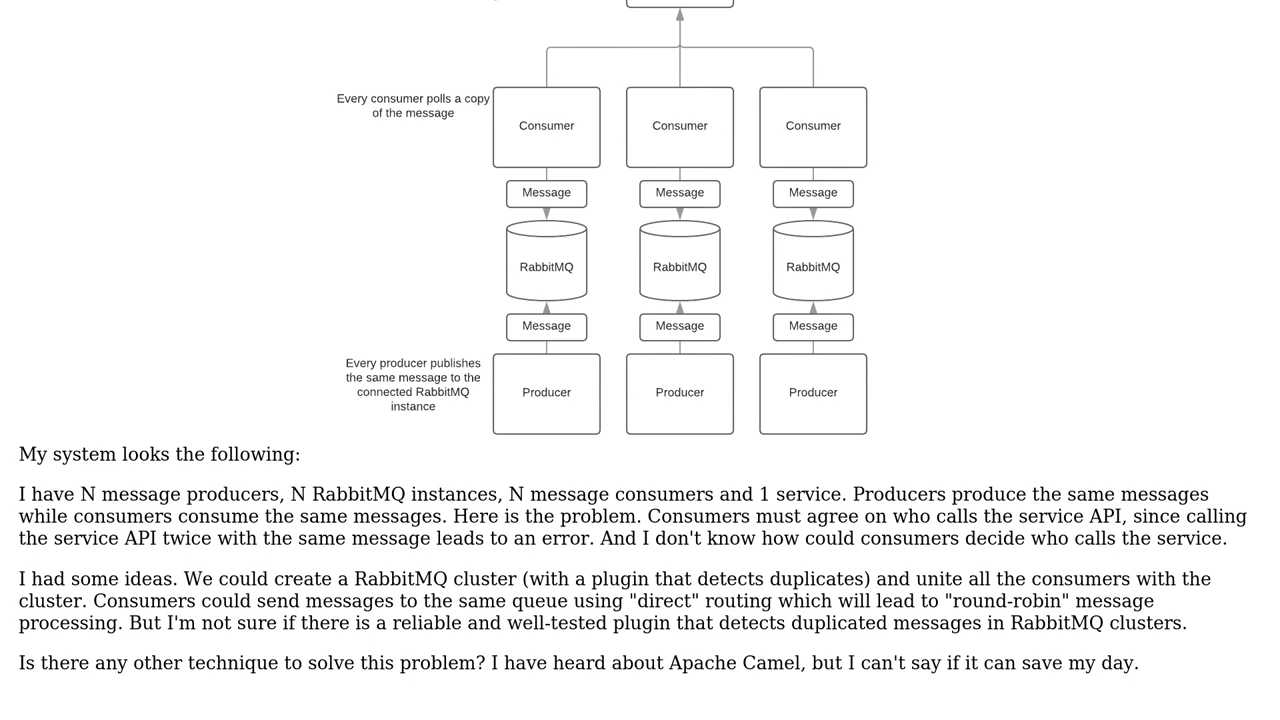 Every consumer polls a copy
of the message
Consumer
Consumer
Consumer
Message
Message
Message
RabbitMQ
RabbitMQ
RabbitMQ
Message
Message
Message
Every producer publishes
the same message to the
connected RabbitMQ
instance
Producer
Producer
Producer
My system looks the following:
I have N message producers, N RabbitMQ instances, N message consumers and 1 service. Producers produce the same messages
while consumers consume the same messages. Here is the problem. Consumers must agree on who calls the service API, since calling
the service API twice with the same message leads to an error. And I don't know how could consumers decide who calls the service.
I had some ideas. We could create a RabbitMQ cluster (with a plugin that detects duplicates) and unite all the consumers with the
cluster. Consumers could send messages to the same queue using "direct" routing which will lead to "round-robin" message
processing. But I'm not sure if there is a reliable and well-tested plugin that detects duplicated messages in RabbitMQ clusters.
Is there any other technique to solve this problem? I have heard about Apache Camel, but I can't say if it can save my day.